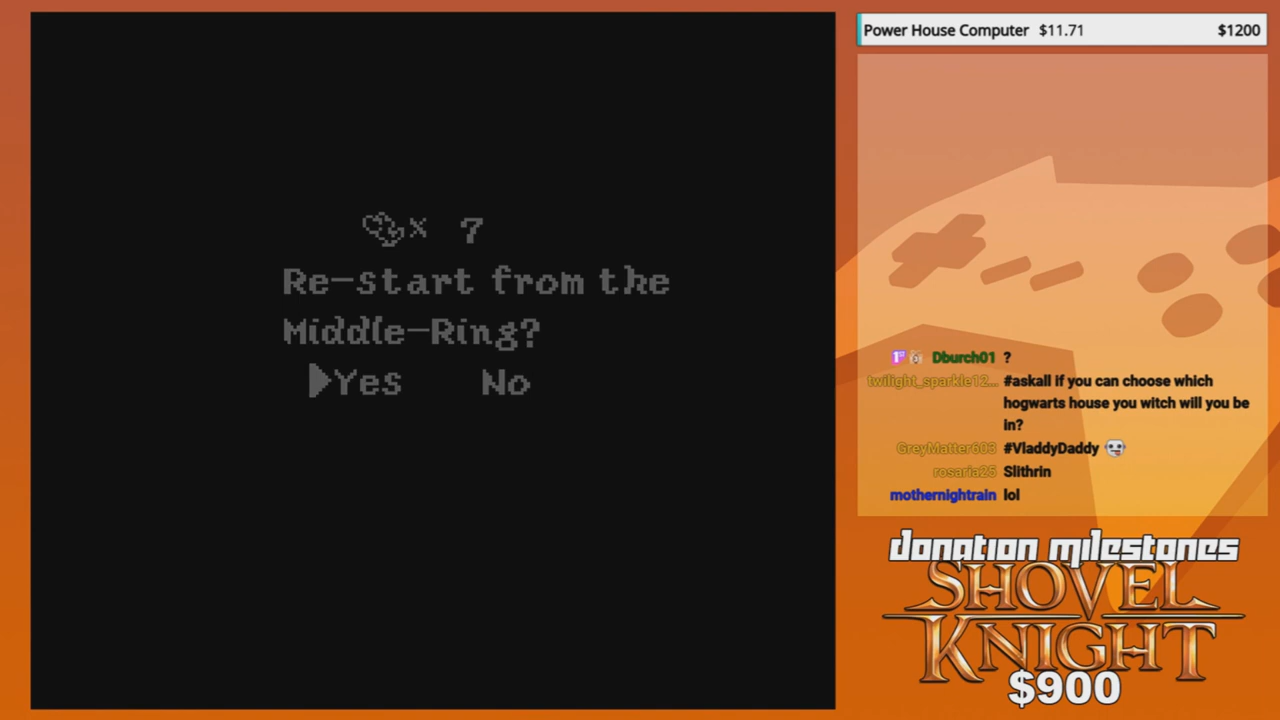 × 7
Re-start from the
Middle-Ring?
Yes No
Power House Computer $11.71 $1200
Dburch01 ?
twilight_sparkle12... #askall if you can choose which
hogwarts house you witch will you be
in?
GreyMatter603 #VladdyDaddy
rosaria25 Slithrin
mothernightrain lol
donation milestones
SHOVEL
KNIGHT
$900